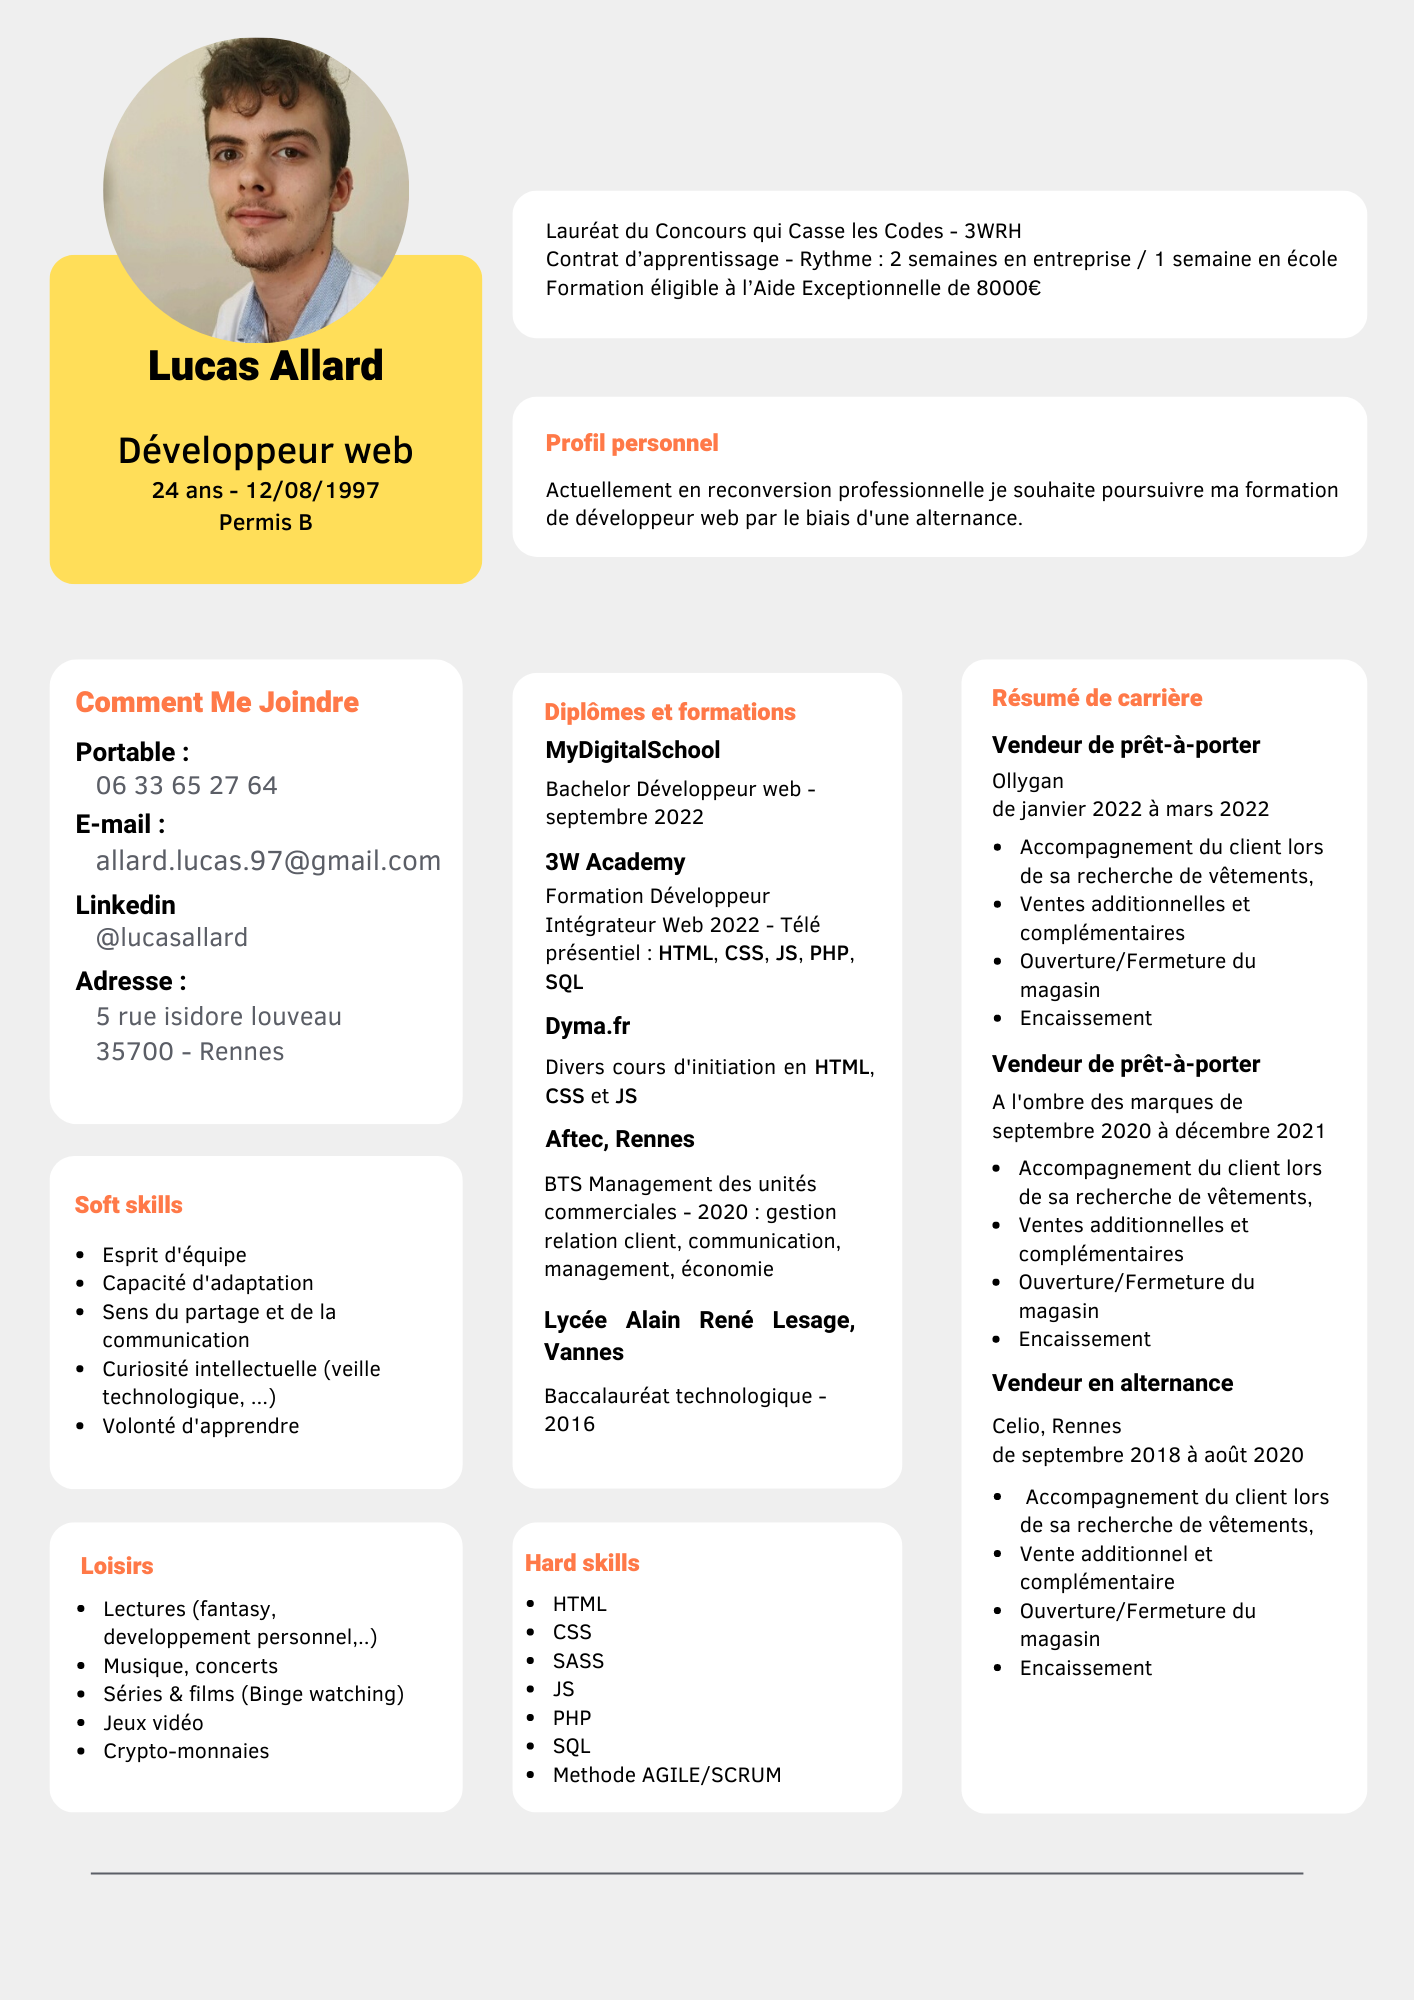 Lauréat du Concours qui Casse les Codes - 3WRH
Contrat d’apprentissage - Rythme : 2 semaines en entreprise / 1 semaine en école
Formation éligible à l’Aide Exceptionnelle de 8000€
Lucas Allard
Développeur web
24 ans - 12/08/1997
Permis B
Profil personnel
Actuellement en reconversion professionnelle je souhaite poursuivre ma formation
de développeur web par le biais d'une alternance.
Comment Me Joindre
Portable :
06 33 65 27 64
E-mail :
allard.lucas.97@gmail.com
Linkedin
@lucasallard
Adresse :
5 rue isidore louveau
35700 - Rennes
Soft skills
• Esprit d'équipe
• Capacité d'adaptation
• Sens du partage et de la
communication
• Curiosité intellectuelle (veille
technologique, ...)
• Volonté d'apprendre
Loisirs
• Lectures (fantasy,
developpement personnel,..)
• Musique, concerts
• Séries & films (Binge watching)
• Jeux vidéo
• Crypto-monnaies
Diplômes et formations
MyDigitalSchool
Bachelor Développeur web -
septembre 2022
3W Academy
Formation Développeur
Intégrateur Web 2022 - Télé
présentiel : HTML, CSS, JS, PHP,
SQL
Dyma.fr
Divers cours d'initiation en HTML,
CSS et JS
Aftec, Rennes
BTS Management des unités
commerciales - 2020 : gestion
relation client, communication,
management, économie
Lycée Alain René Lesage,
Vannes
Baccalauréat technologique -
2016
Hard skills
• HTML
• CSS
• SASS
• JS
• PHP
• SQL
• Methode AGILE/SCRUM
Résumé de carrière
Vendeur de prêt-à-porter
Ollygan
de janvier 2022 à mars 2022
• Accompagnement du client lors
de sa recherche de vêtements,
• Ventes additionnelles et
complémentaires
• Ouverture/Fermeture du
magasin
• Encaissement
Vendeur de prêt-à-porter
A l'ombre des marques de
septembre 2020 à décembre 2021
• Accompagnement du client lors
de sa recherche de vêtements,
• Ventes additionnelles et
complémentaires
• Ouverture/Fermeture du
magasin
• Encaissement
Vendeur en alternance
Celio, Rennes
de septembre 2018 à août 2020
• Accompagnement du client lors
de sa recherche de vêtements,
• Vente additionnel et
complémentaire
• Ouverture/Fermeture du
magasin
• Encaissement